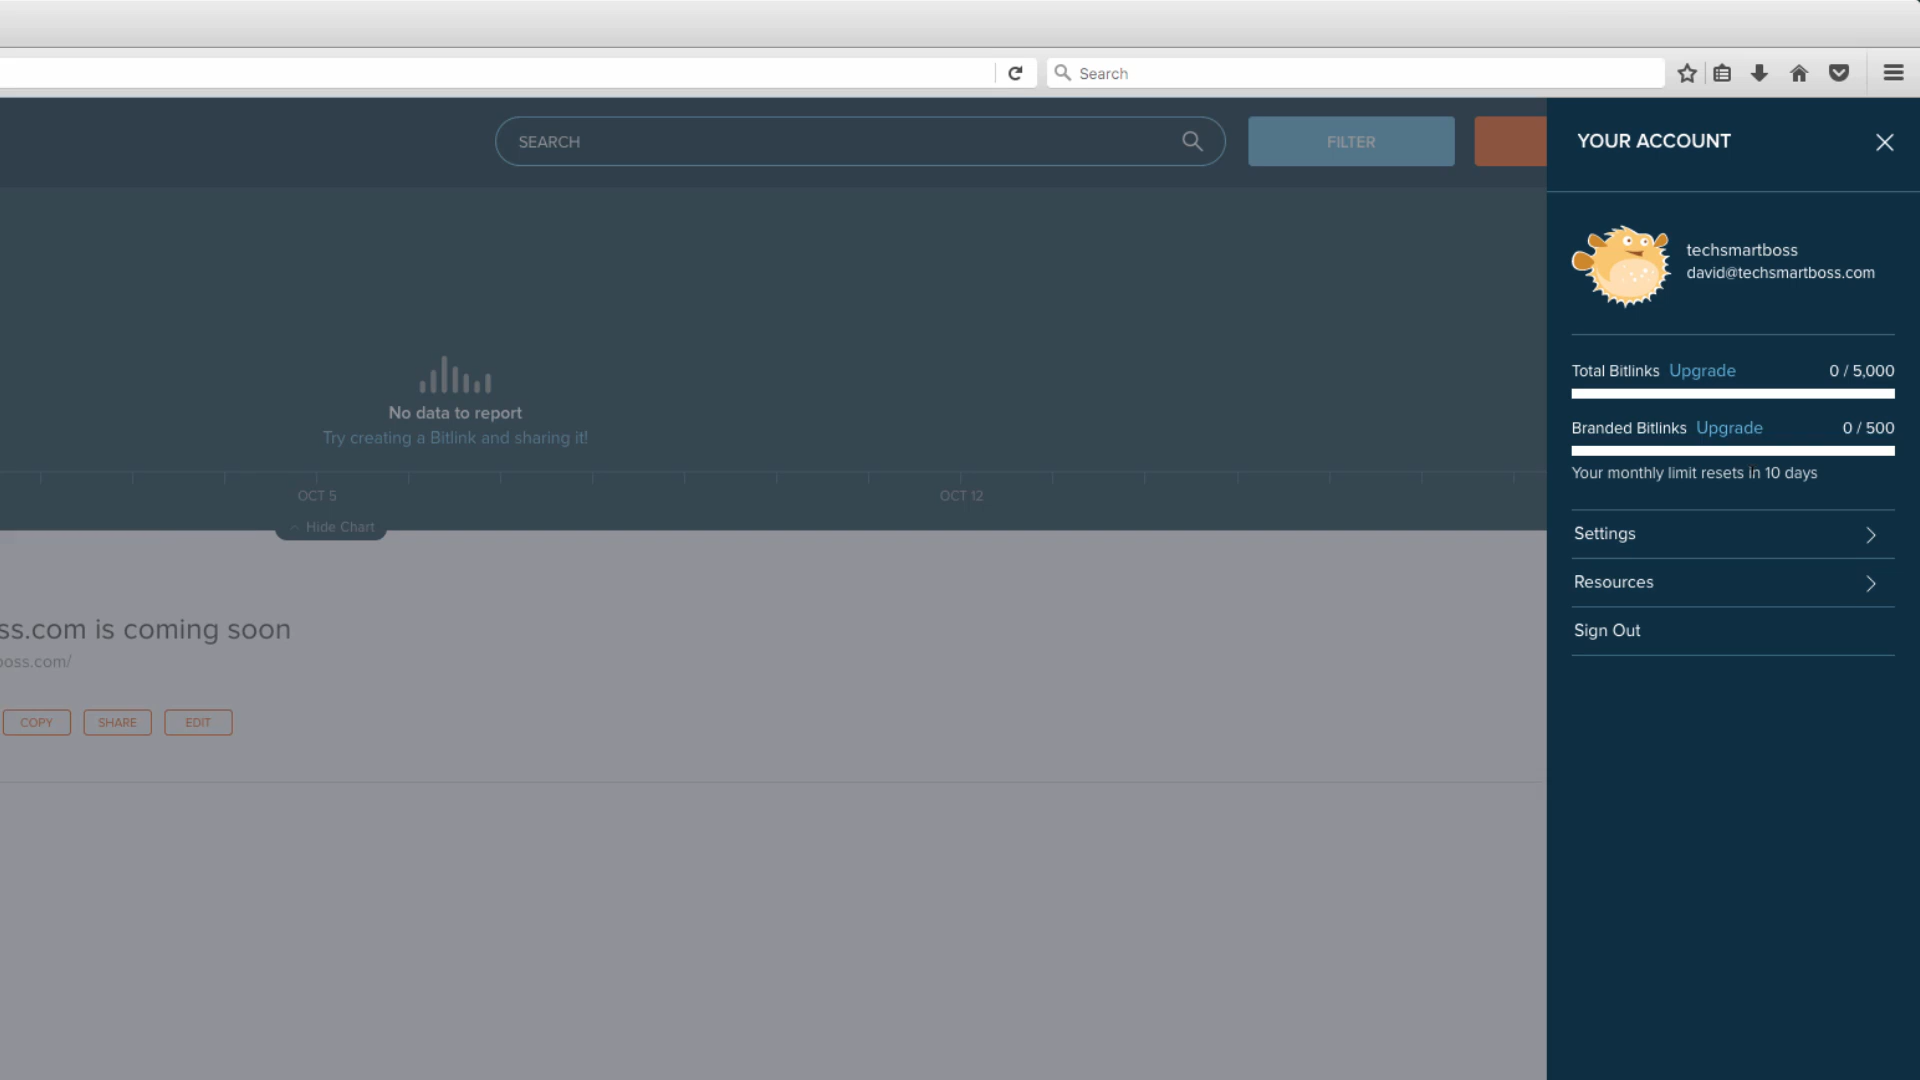 Search
SEARCH
FILTER
YOUR ACCOUNT
techsmartboss
david@techsmartboss.com
Total Bitlinks Upgrade 0 / 5,000
Branded Bitlinks Upgrade 0 / 500
Your monthly limit resets in 10 days
Settings
Resources
Sign Out
No data to report
Try creating a Bitlink and sharing it!
OCT 5
OCT 12
Hide Chart
ss.com is coming soon
oss.com/
COPY
SHARE
EDIT